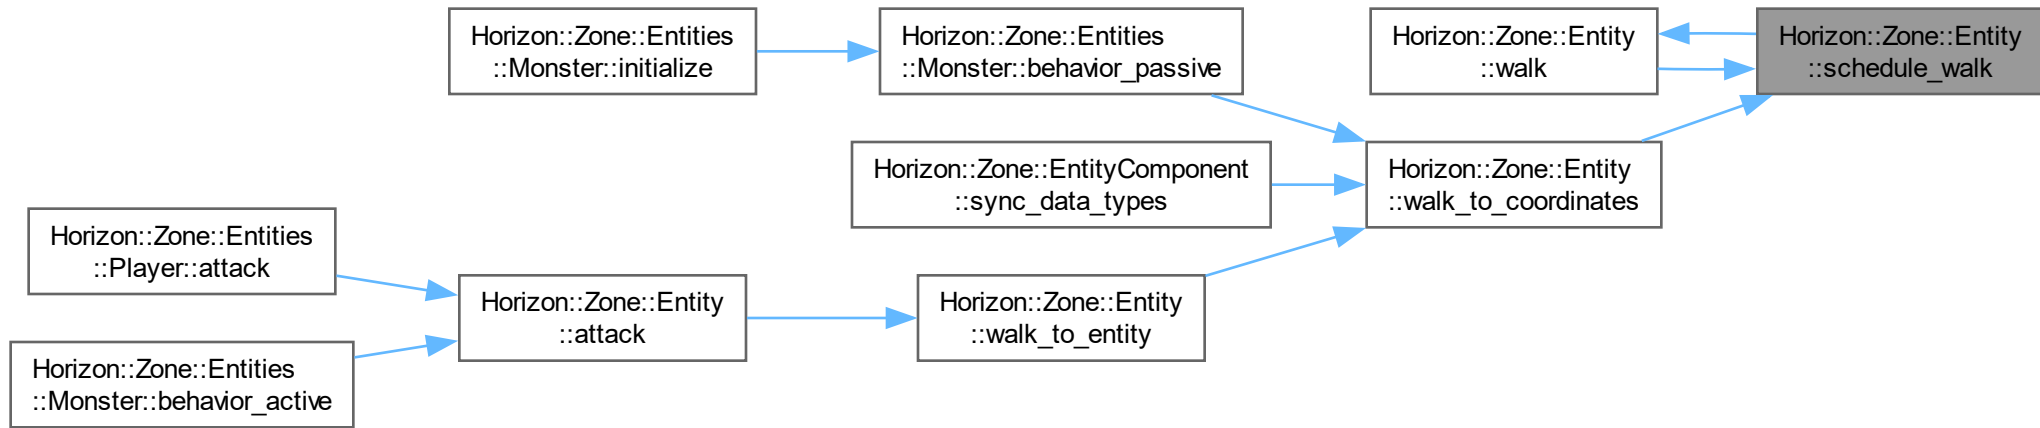 Horizon::Zone::Entities
::Monster::initialize
Horizon::Zone::Entities
::Monster::behavior_passive
Horizon::Zone::Entity
::walk
Horizon::Zone::Entity
::schedule_walk
Horizon::Zone::EntityComponent
::sync_data_types
Horizon::Zone::Entity
::walk_to_coordinates
Horizon::Zone::Entities
::Player::attack
Horizon::Zone::Entity
::attack
Horizon::Zone::Entity
::walk_to_entity
Horizon::Zone::Entities
::Monster::behavior_active